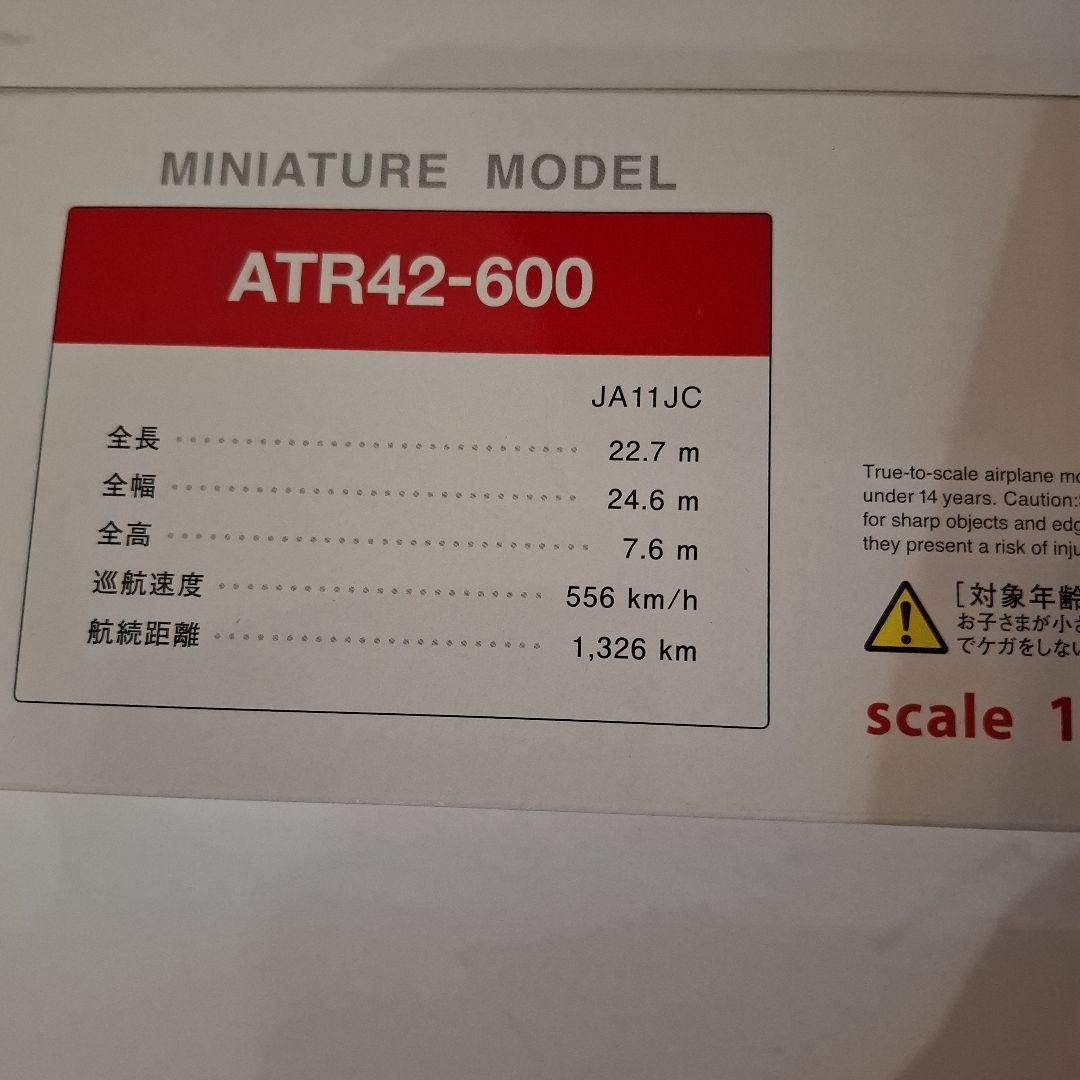 MINIATURE MODEL
ATR42-600
JA11JC
全長 22.7 m
全幅 24.6 m
全高 7.6 m
巡航速度 556 km/h
航続距離 1,326 km
True-to-scale airplane
under 14 years. Caution:
for sharp objects and
they present a risk of
[対象年齢
お子さまが小さ
でケガをしない
scale 1